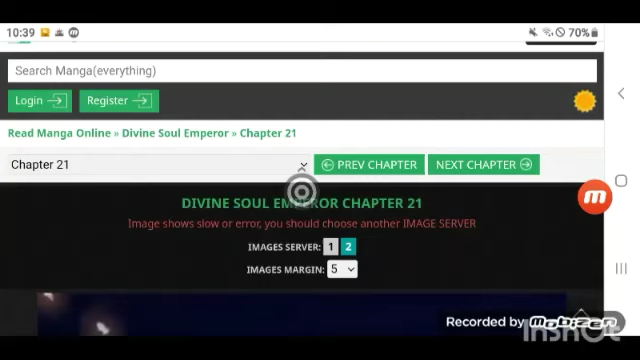 10:39
70%
Search Manga(everything)
Login
Register
Read Manga Online » Divine Soul Emperor » Chapter 21
Chapter 21
PREV CHAPTER
NEXT CHAPTER
DIVINE SOUL EMPEROR CHAPTER 21
Image shows slow or error, you should choose another IMAGE SERVER
IMAGES SERVER: 1 2
IMAGES MARGIN: 5
Recorded by Mobizen
InShOt